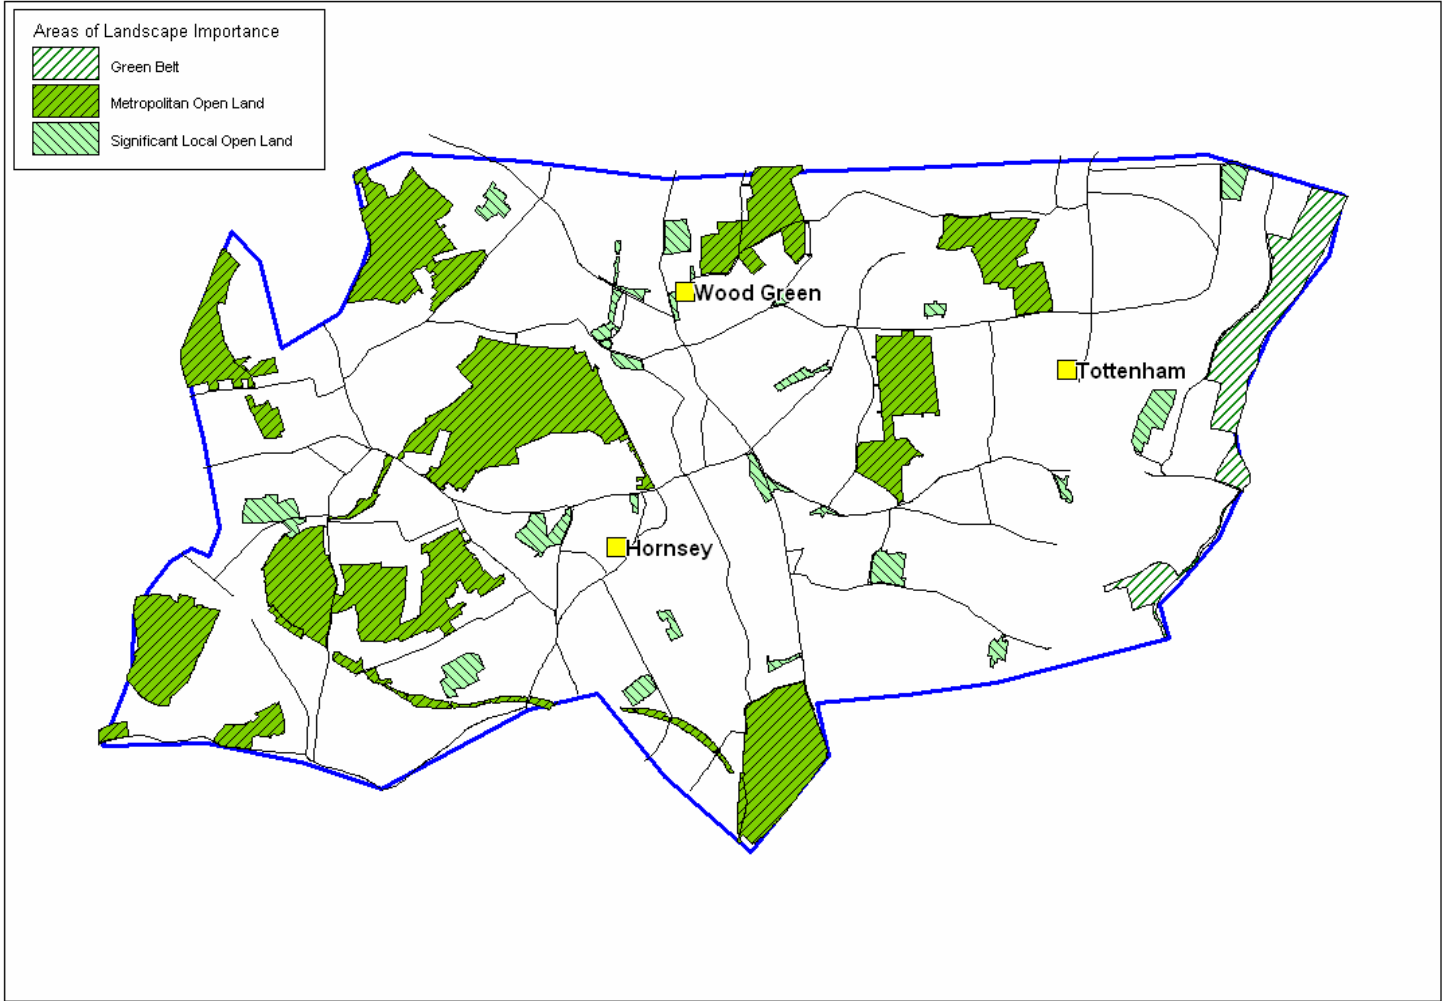 Areas of Landscape Importance
Green Belt
Metropolitan Open Land
Significant Local Open Land
Wood Green
Tottenham
Hornsey